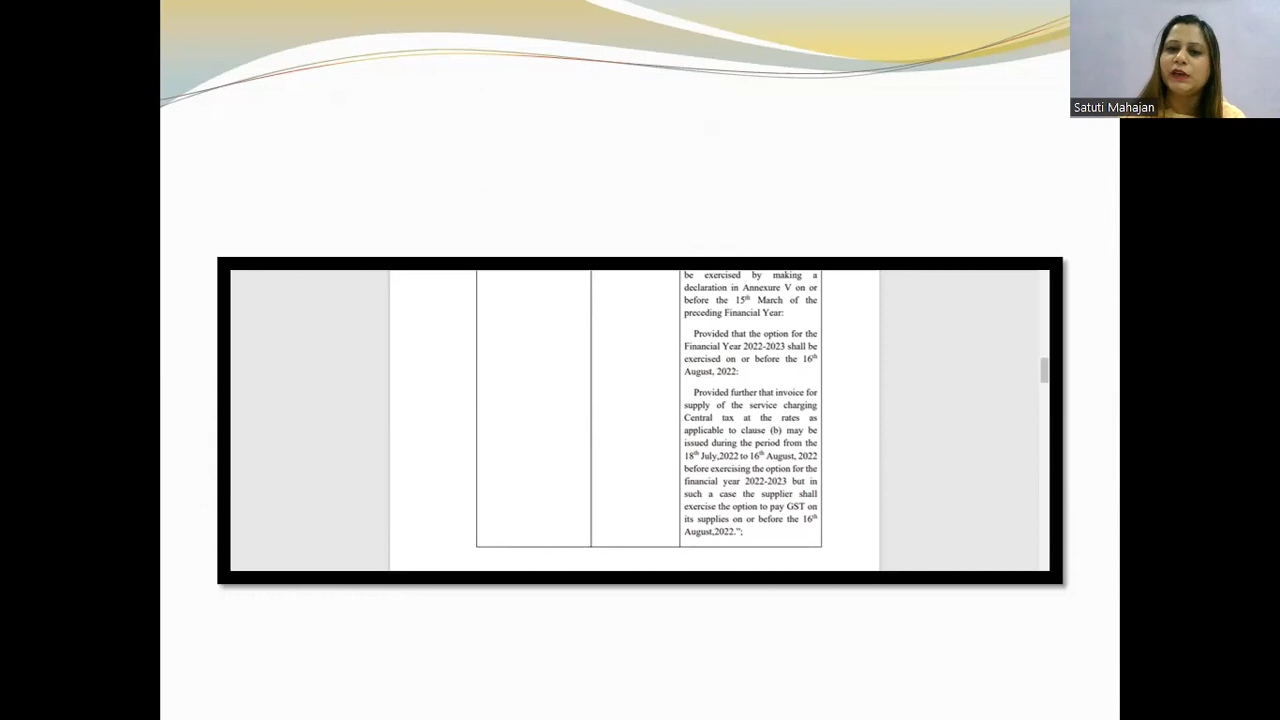 Satuti Mahajan
be exercised by making a
declaration in Annexure V on or
before the 15th March of the
preceding Financial Year:
Provided that the option for the
Financial Year 2022-2023 shall be
exercised on or before the 16th
August, 2022:
Provided further that invoice for
supply of the service charging
Central tax at the rates as
applicable to clause (b) may be
issued during the period from the
18th July,2022 to 16th August, 2022
before exercising the option for the
financial year 2022-2023 but in
such a case the supplier shall
exercise the option to pay GST on
its supplies on or before the 16th
August,2022.”;